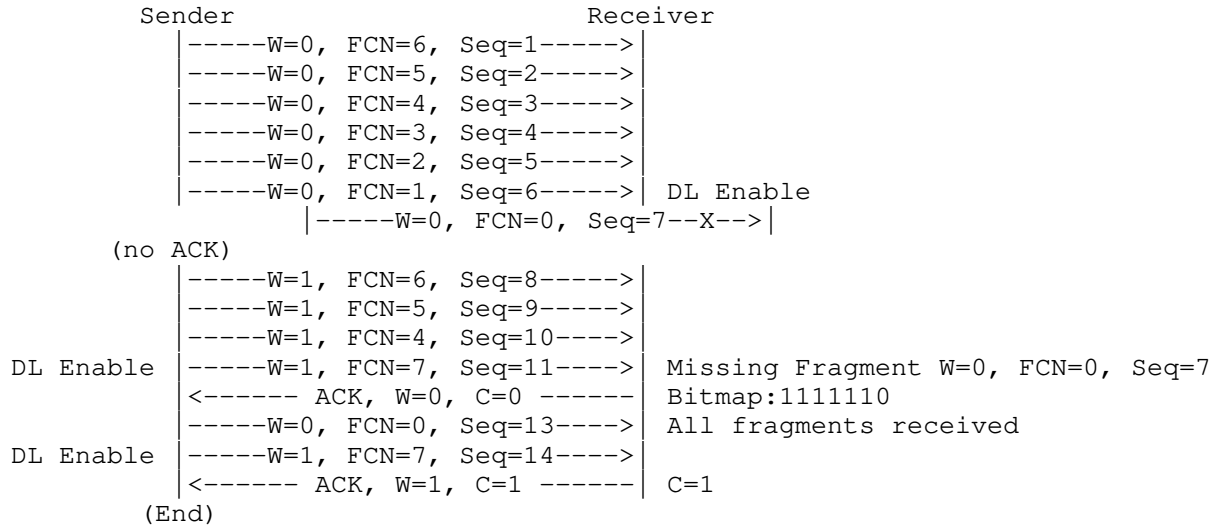 Sender                       Receiver
|-----W=0, FCN=6, Seq=1----->|
|-----W=0, FCN=5, Seq=2----->|
|-----W=0, FCN=4, Seq=3----->|
|-----W=0, FCN=3, Seq=4----->|
|-----W=0, FCN=2, Seq=5----->|
|-----W=0, FCN=1, Seq=6----->| DL Enable
|-----W=0, FCN=0, Seq=7--X-->|
(no ACK)
|-----W=1, FCN=6, Seq=8----->|
|-----W=1, FCN=5, Seq=9----->|
|-----W=1, FCN=4, Seq=10---->|
DL Enable |-----W=1, FCN=7, Seq=11---->| Missing Fragment W=0, FCN=0, Seq=7
|<------ ACK, W=0, C=0 ------| Bitmap:1111110
|-----W=0, FCN=0, Seq=13---->| All fragments received
DL Enable |-----W=1, FCN=7, Seq=14---->|
|<------ ACK, W=1, C=1 ------| C=1
(End)